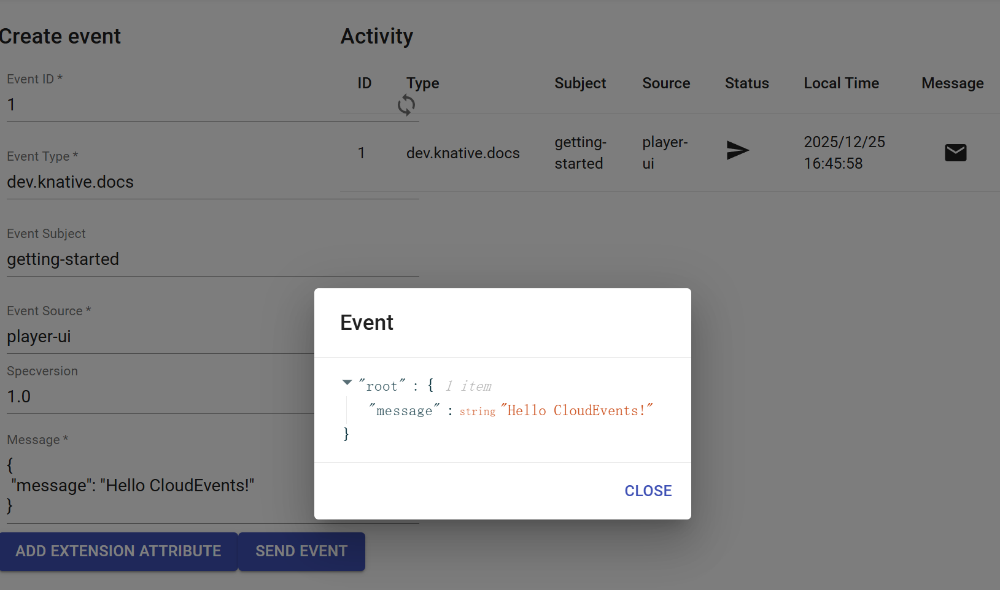 Create event
Event ID *
1
Event Type *
dev.knative.docs
Event Subject
getting-started
Event Source *
player-ui
Specversion
1.0
Message *
{
"message": "Hello CloudEvents!"
}
ADD EXTENSION ATTRIBUTE
SEND EVENT
Activity
ID Type Subject Source Status Local Time Message
1 dev.knative.docs getting-started player-ui 2025/12/25 16:45:58
Event
"root" : { 1 item
"message" : string "Hello CloudEvents!"
}
CLOSE